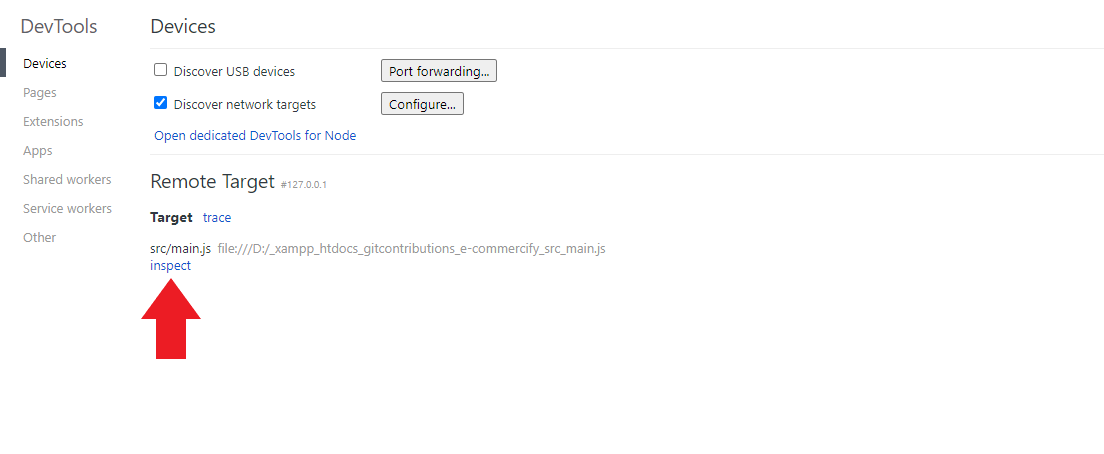 DevTools
Devices
Pages
Extensions
Apps
Shared workers
Service workers
Other
Devices
Discover USB devices Port forwarding...
Discover network targets Configure...
Open dedicated DevTools for Node
Remote Target #127.0.0.1
Target trace
src/main.js file:///D:/_xampp_htdocs_gitcontributions_e-commercify_src_main.js
inspect